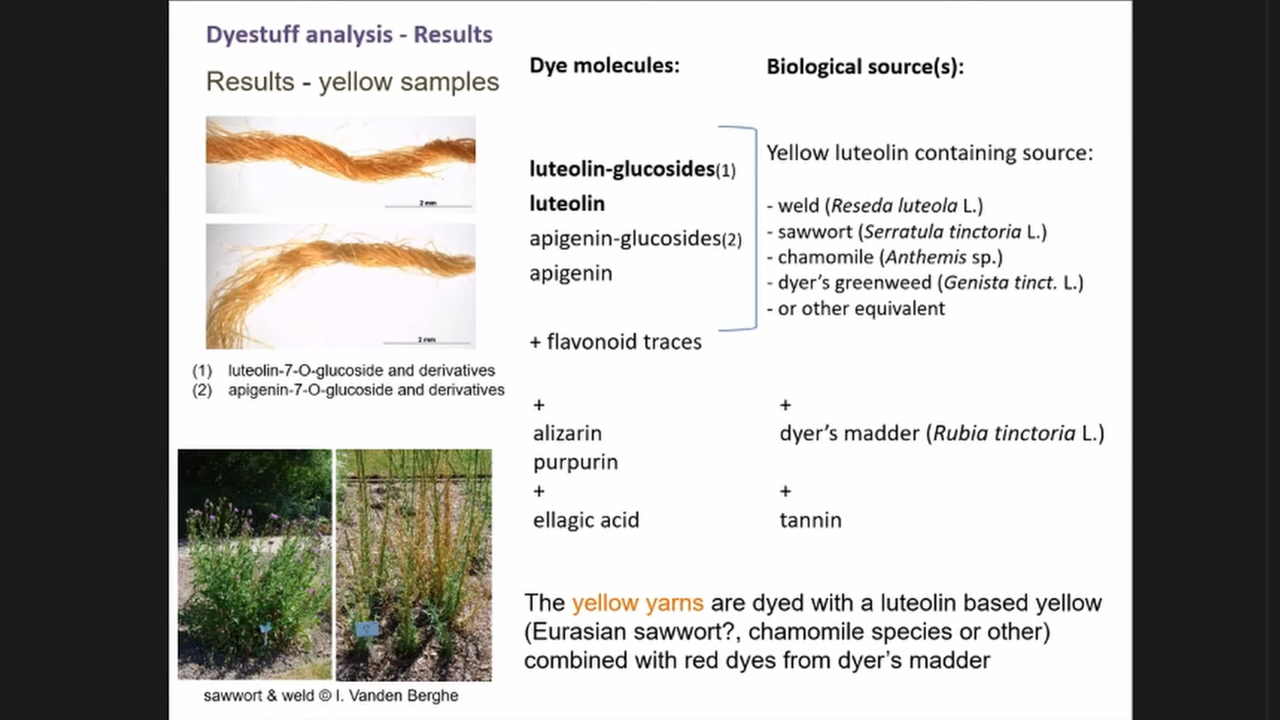 Dyestuff analysis - Results
Results - yellow samples
Dye molecules:
Biological source(s):
2 mm
2 mm
(1) luteolin-7-O-glucoside and derivatives
(2) apigenin-7-O-glucoside and derivatives
luteolin-glucosides(1)
luteolin
apigenin-glucosides(2)
apigenin
+ flavonoid traces
Yellow luteolin containing source:
- weld (Reseda luteola L.)
- sawwort (Serratula tinctoria L.)
- chamomile (Anthemis sp.)
- dyer's greenweed (Genista tinct. L.)
- or other equivalent
+
alizarin
purpurin
+
ellagic acid
+
dyer's madder (Rubia tinctoria L.)
+
tannin
The yellow yarns are dyed with a luteolin based yellow
(Eurasian sawwort?, chamomile species or other)
combined with red dyes from dyer's madder
sawwort & weld © I. Vanden Berghe